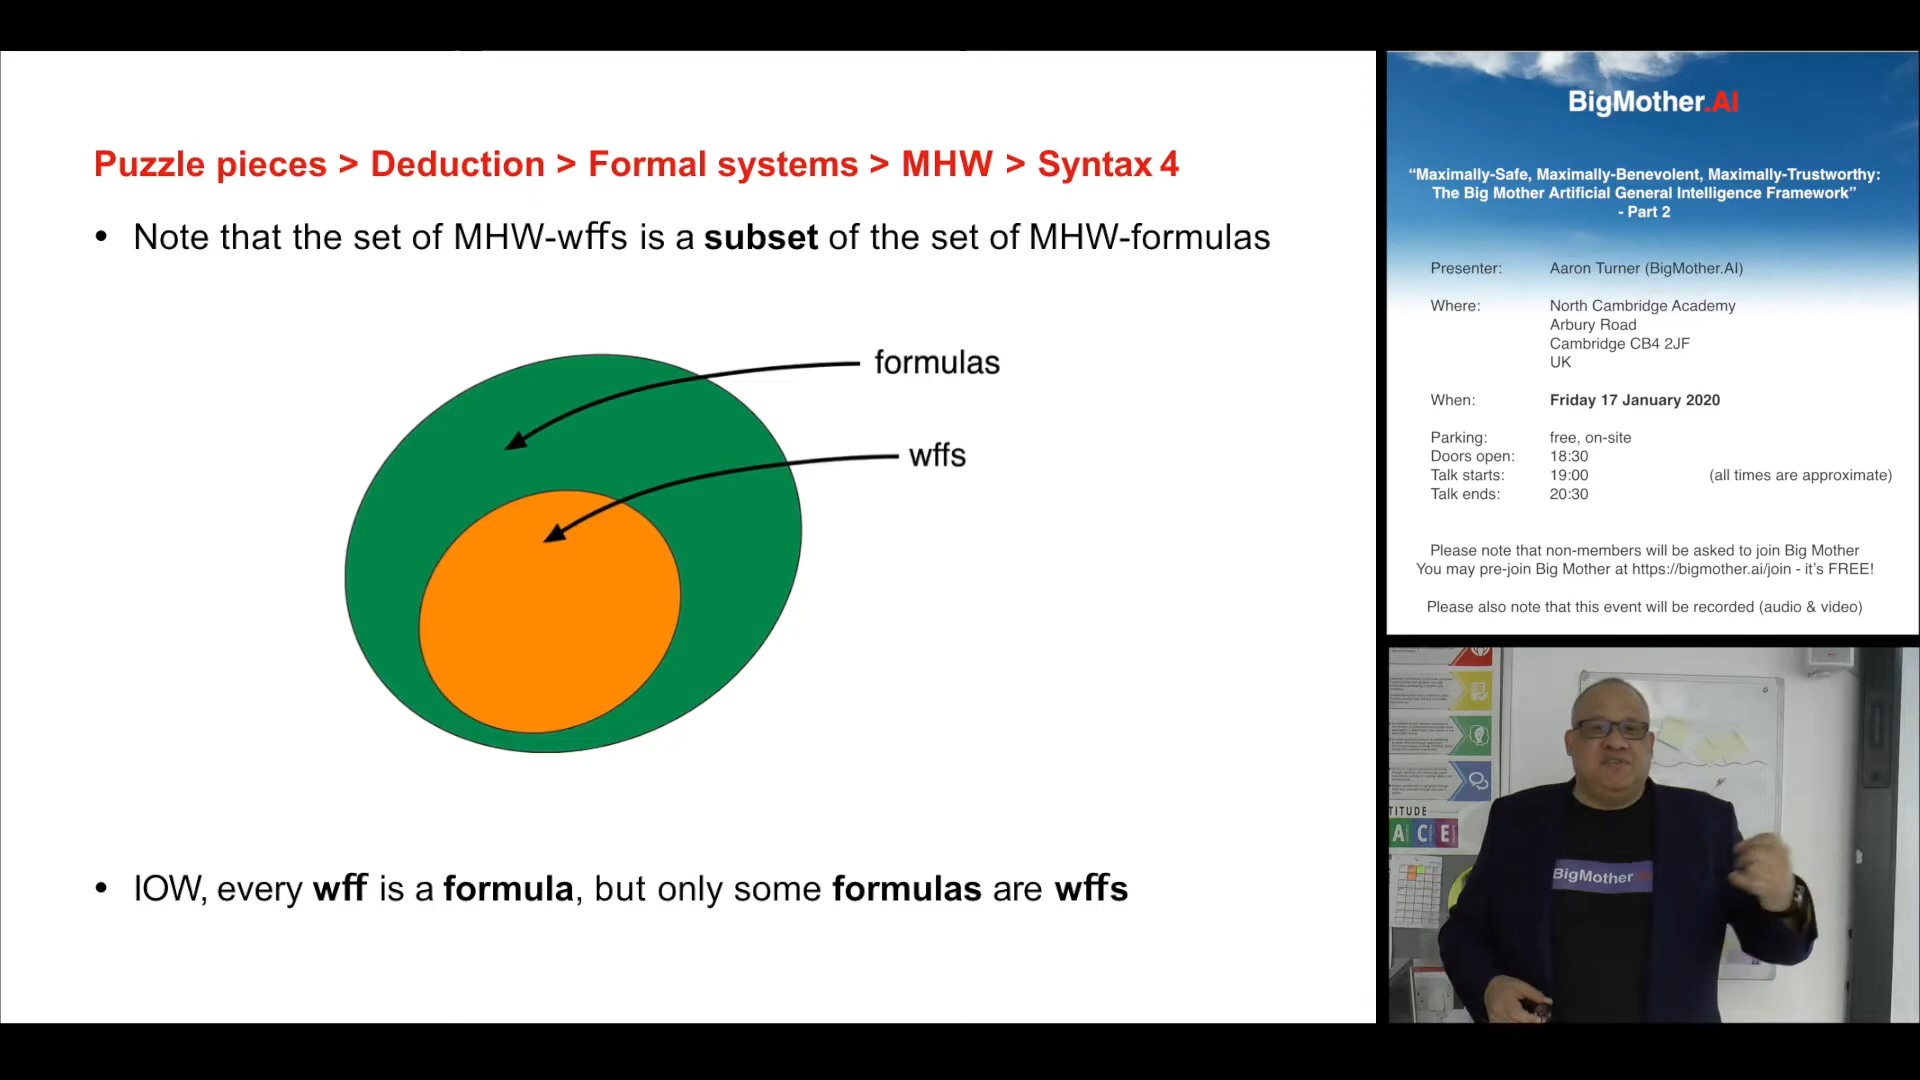 Puzzle pieces > Deduction > Formal systems > MHW > Syntax 4
• Note that the set of MHW-wffs is a subset of the set of MHW-formulas
formulas
wffs
• IOW, every wff is a formula, but only some formulas are wffs
BigMother.AI
“Maximally-Safe, Maximally-Benevolent, Maximally-Trustworthy:
The Big Mother Artificial General Intelligence Framework”
- Part 2
Presenter: Aaron Turner (BigMother.AI)
Where: North Cambridge Academy
Arbury Road
Cambridge CB4 2JF
UK
When: Friday 17 January 2020
Parking: free, on-site
Doors open: 18:30
Talk starts: 19:00 (all times are approximate)
Talk ends: 20:30
Please note that non-members will be asked to join Big Mother
You may pre-join Big Mother at https://bigmother.ai/join - it’s FREE!
Please also note that this event will be recorded (audio & video)
TITUDE
ACE
BigMother